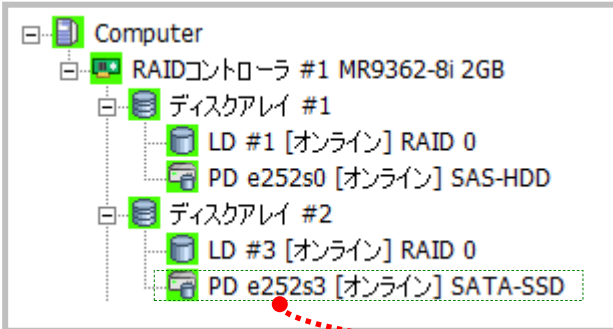 Computer
RAIDコントローラ #1 MR9362-8i 2GB
ディスクアレイ #1
LD #1 [オンライン] RAID 0
PD e252s0 [オンライン] SAS-HDD
ディスクアレイ #2
LD #3 [オンライン] RAID 0
PD e252s3 [オンライン] SATA-SSD